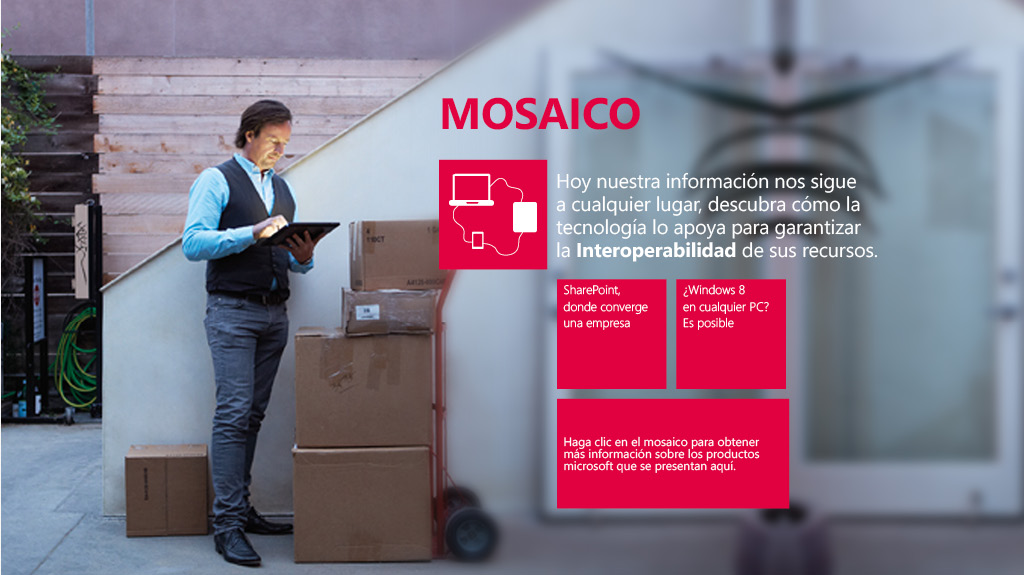 MOSAICO
Hoy nuestra información nos sigue
a cualquier lugar, descubra cómo la
tecnología lo apoya para garantizar
la Interoperabilidad de sus recursos.
SharePoint,
donde converge
una empresa
¿Windows 8
en cualquier PC?
Es posible
Haga clic en el mosaico para obtener
más información sobre los productos
microsoft que se presentan aquí.